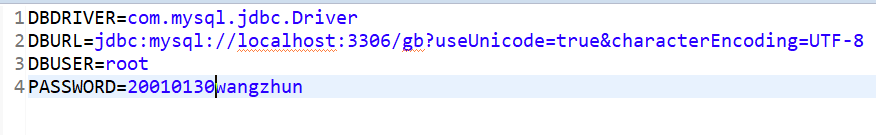 1 DBDRIVER=com.mysql.jdbc.Driver
2 DBURL=jdbc:mysql://localhost:3306/gb?useUnicode=true&characterEncoding=UTF-8
3 DBUSER=root
4 PASSWORD=20010130wangzhun